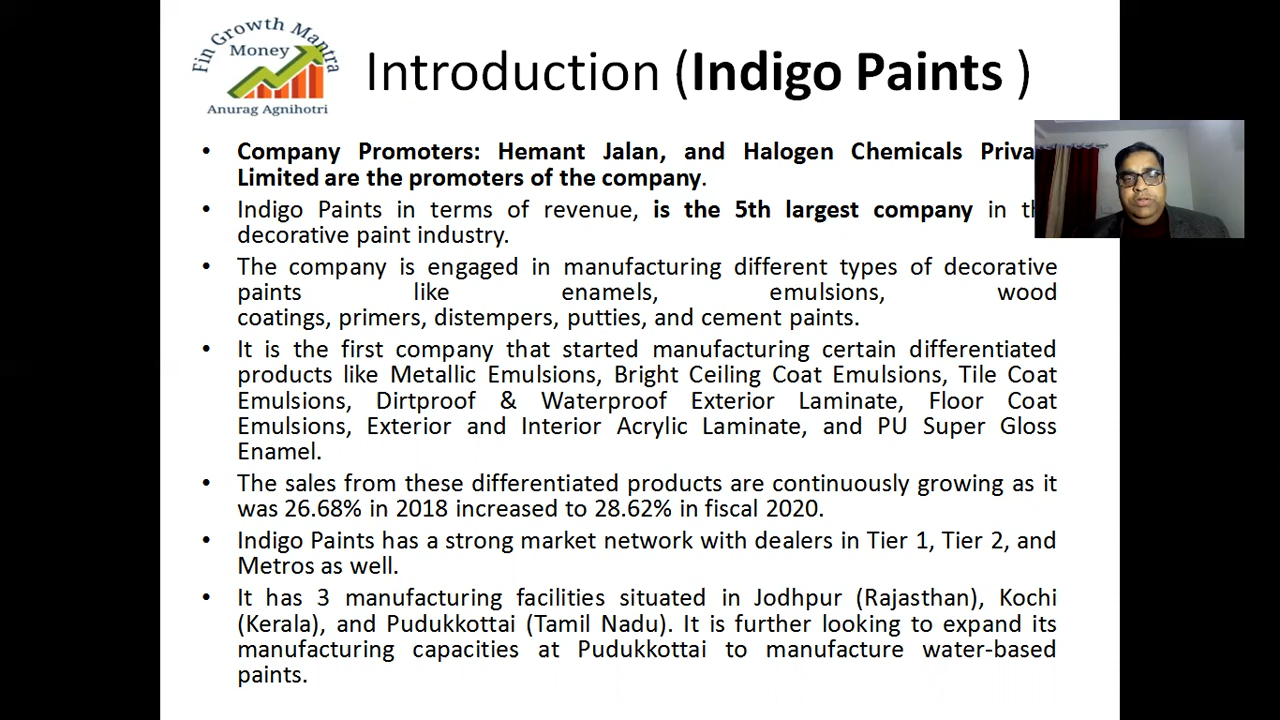 Fin Growth Mantra
Money
Anurag Agnihotri
Introduction (Indigo Paints )
• Company Promoters: Hemant Jalan, and Halogen Chemicals
Limited are the promoters of the company.
• Indigo Paints in terms of revenue, is the 5th largest company in
decorative paint industry.
• The company is engaged in manufacturing different types of decorative
paints like enamels, emulsions, wood
coatings, primers, distempers, putties, and cement paints.
• It is the first company that started manufacturing certain differentiated
products like Metallic Emulsions, Bright Ceiling Coat Emulsions, Tile Coat
Emulsions, Dirtproof & Waterproof Exterior Laminate, Floor Coat
Emulsions, Exterior and Interior Acrylic Laminate, and PU Super Gloss
Enamel.
• The sales from these differentiated products are continuously growing as it
was 26.68% in 2018 increased to 28.62% in fiscal 2020.
• Indigo Paints has a strong market network with dealers in Tier 1, Tier 2, and
Metros as well.
• It has 3 manufacturing facilities situated in Jodhpur (Rajasthan), Kochi
(Kerala), and Pudukkottai (Tamil Nadu). It is further looking to expand its
manufacturing capacities at Pudukkottai to manufacture water-based
paints.